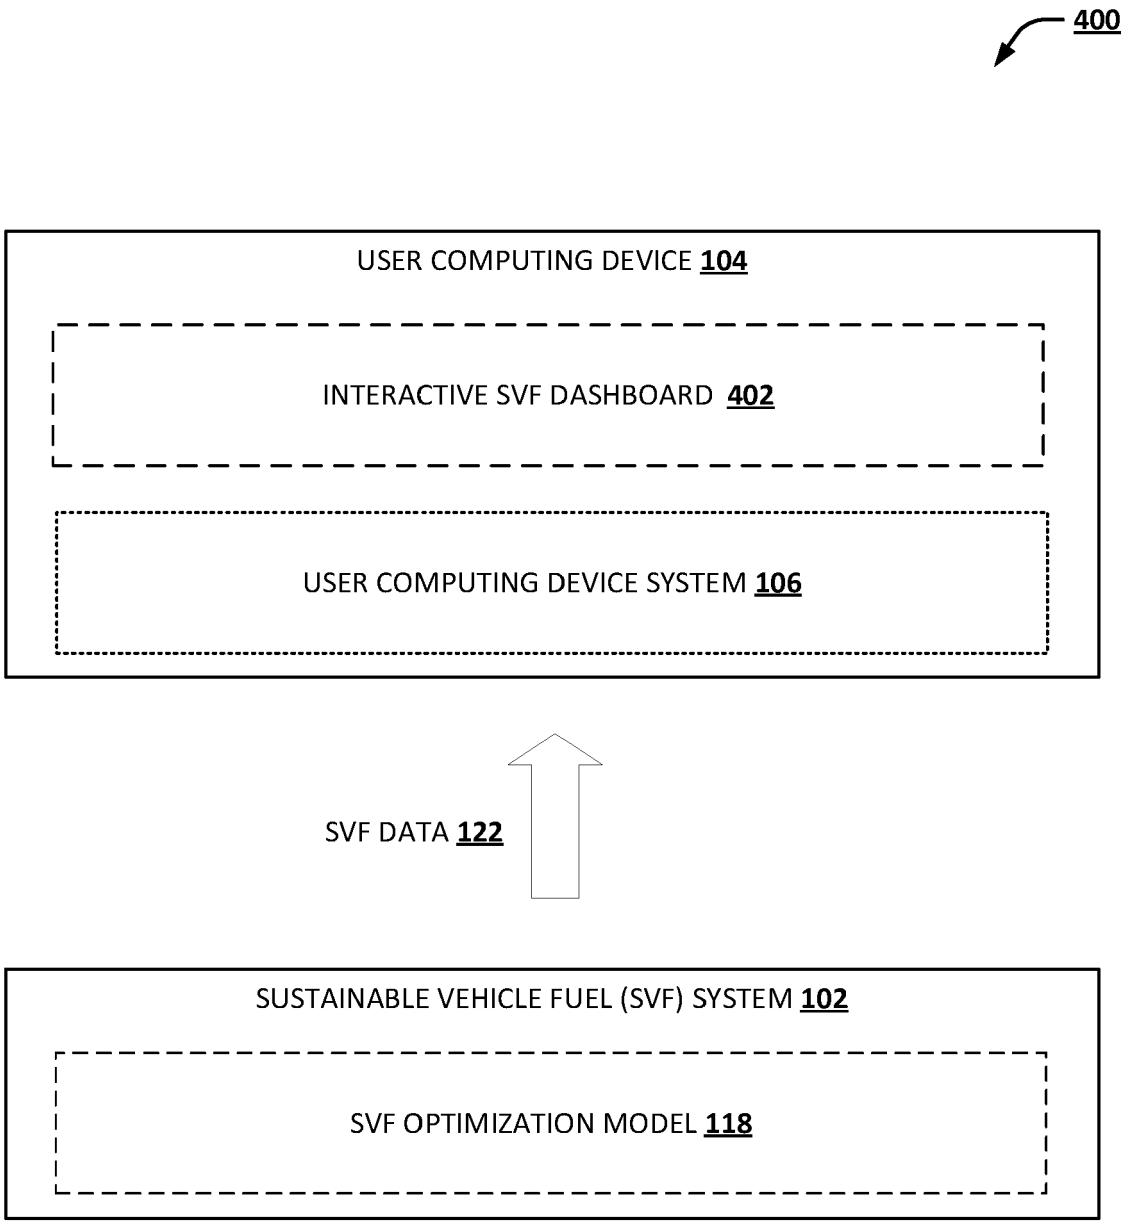 400
USER COMPUTING DEVICE 104
INTERACTIVE SVF DASHBOARD 402
USER COMPUTING DEVICE SYSTEM 106
SVF DATA 122
SUSTAINABLE VEHICLE FUEL (SVF) SYSTEM 102
SVF OPTIMIZATION MODEL 118